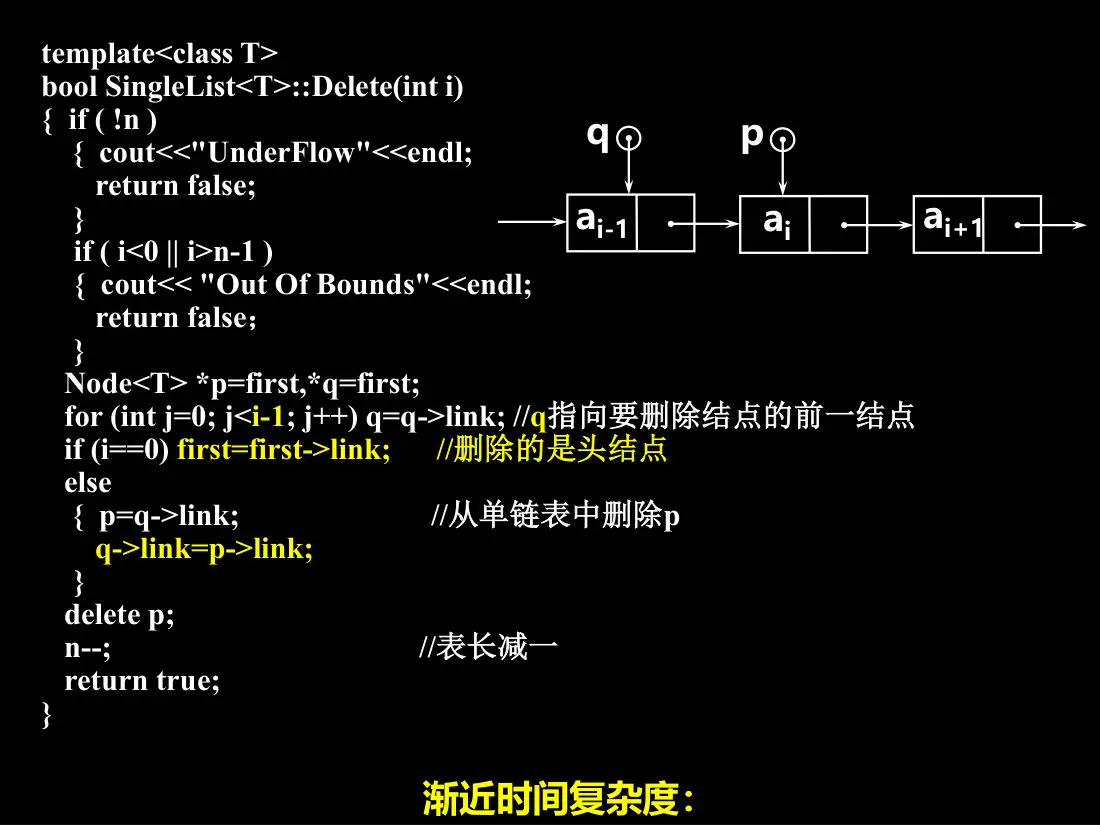 template<class T>
bool SingleList<T>::Delete(int i)
{ if ( !n )
{ cout<<"UnderFlow"<<endl;
return false;
}
if ( i<0 || i>n-1 )
{ cout<< "Out Of Bounds"<<endl;
return false；
}
Node<T> *p=first,*q=first;
for (int j=0; j<i-1; j++) q=q->link; //q指向要删除结点的前一结点
if (i==0) first=first->link; //删除的是头结点
else
{ p=q->link; //从单链表中删除p
q->link=p->link;
}
delete p;
n--; //表长减一
return true;
}
q p
ai-1 ai ai+1
渐近时间复杂度：